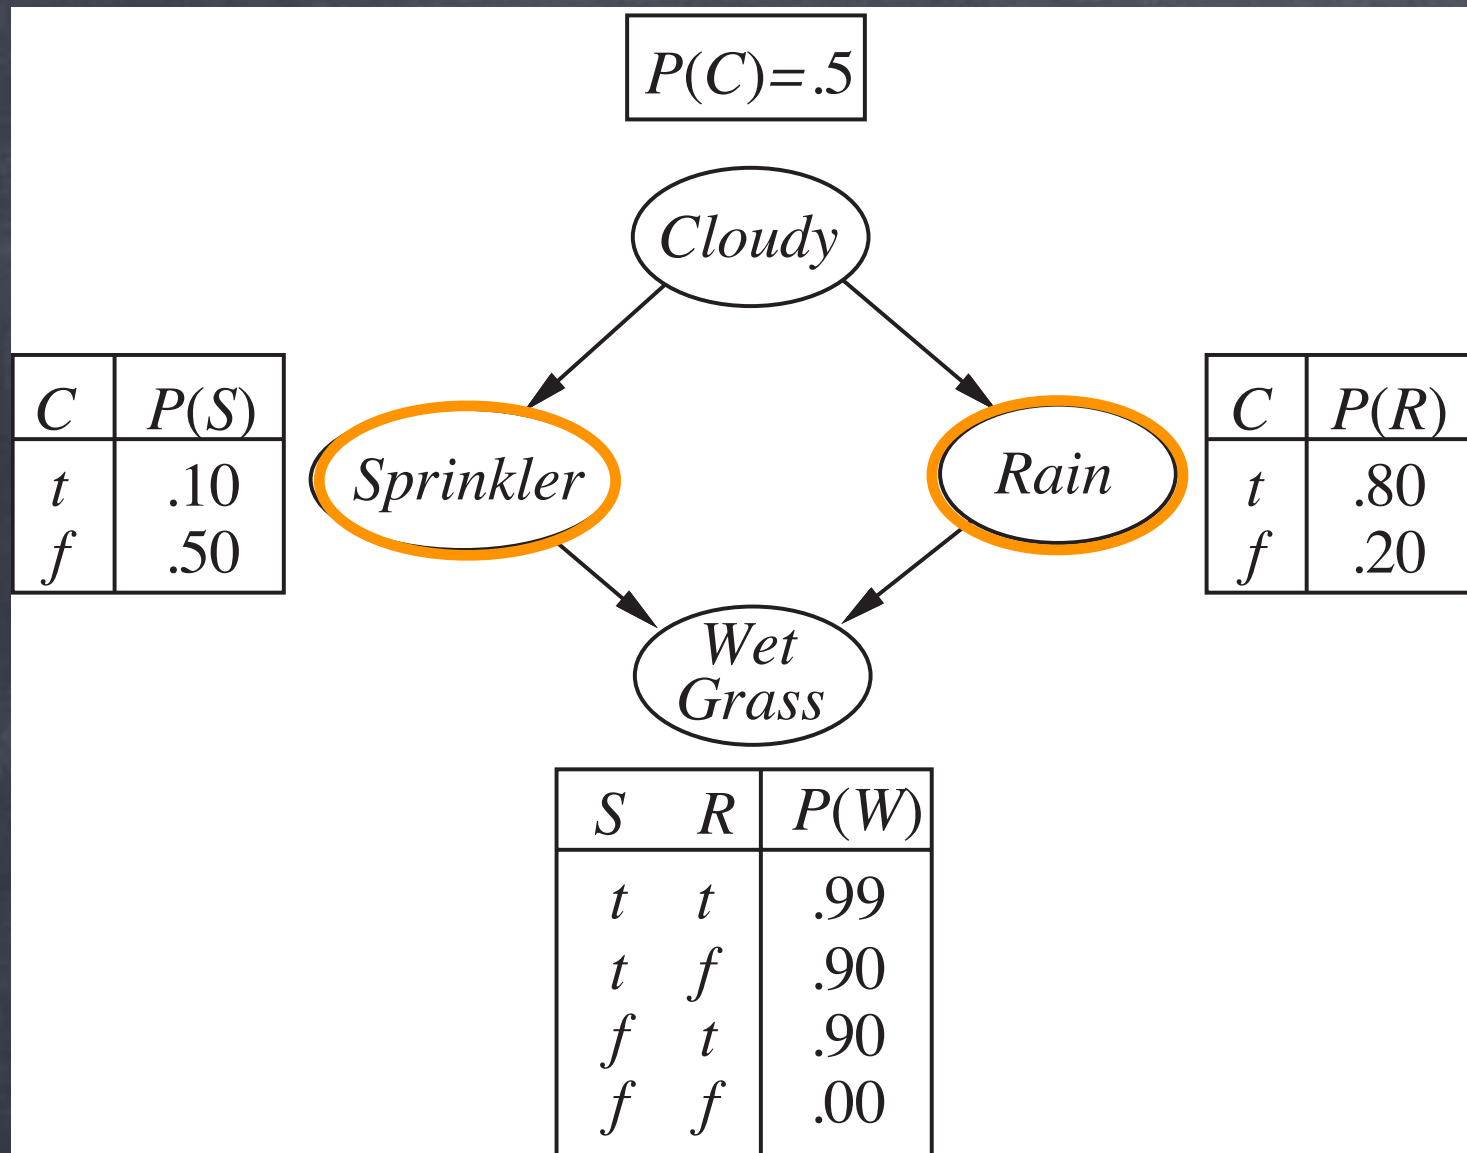 P(C)=.5
Cloudy
C P(S)
t .10
f .50
Sprinkler
Rain
C P(R)
t .80
f .20
Wet
Grass
S R P(W)
t t .99
t f .90
f t .90
f f .00